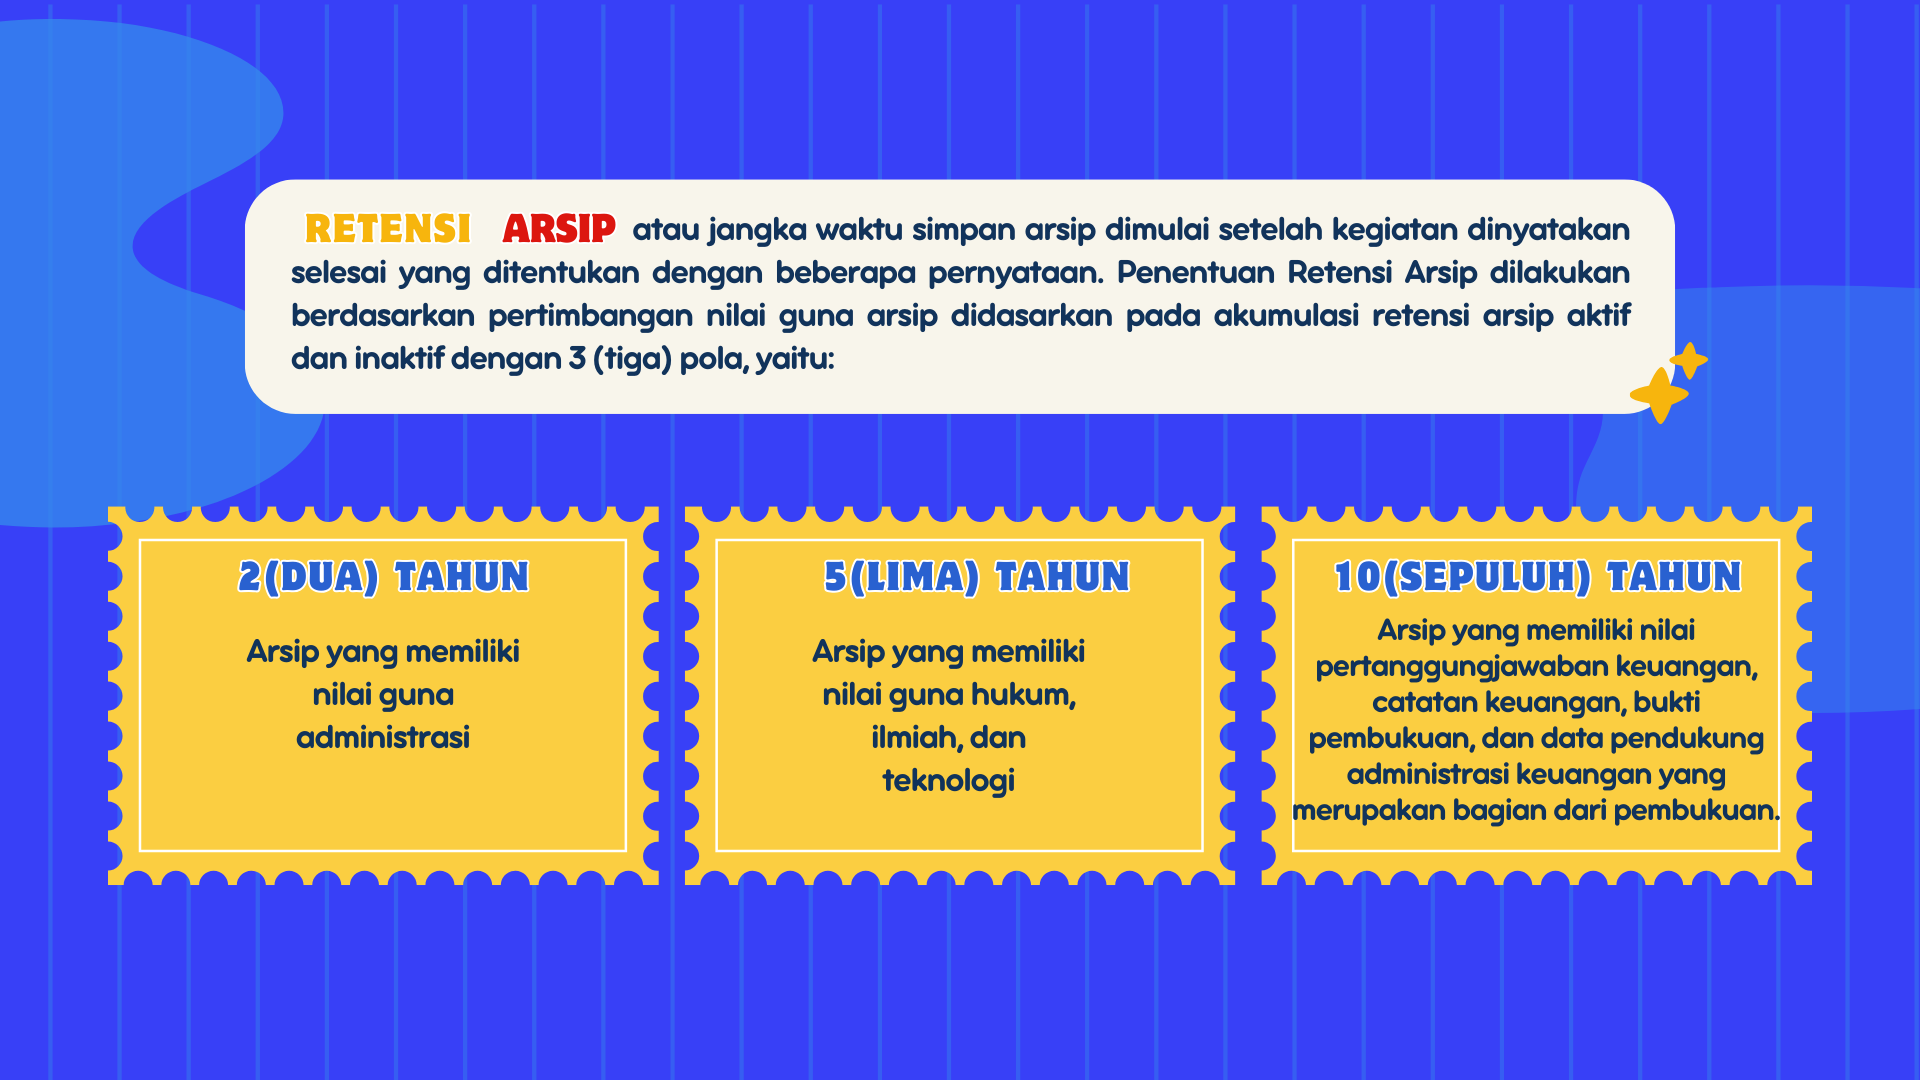 RETENSI ARSIP atau jangka waktu simpan arsip dimulai setelah kegiatan dinyatakan
selesai yang ditentukan dengan beberapa pernyataan. Penentuan Retensi Arsip dilakukan
berdasarkan pertimbangan nilai guna arsip didasarkan pada akumulasi retensi arsip aktif
dan inaktif dengan 3 (tiga) pola, yaitu:
2(DUA) TAHUN
Arsip yang memiliki
nilai guna
administrasi
5(LIMA) TAHUN
Arsip yang memiliki
nilai guna hukum,
ilmiah, dan
teknologi
10(SEPULUH) TAHUN
Arsip yang memiliki nilai
pertanggungjawaban keuangan,
catatan keuangan, bukti
pembukuan, dan data pendukung
administrasi keuangan yang
merupakan bagian dari pembukuan.